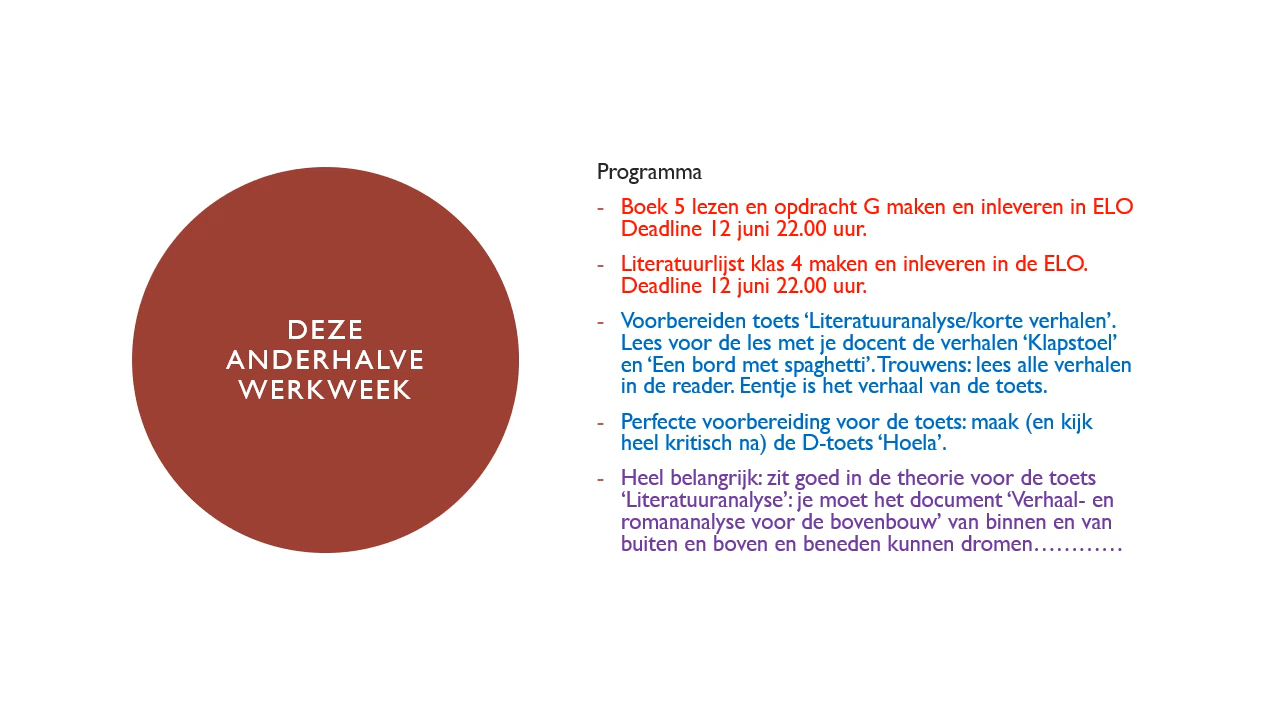 DEZE
ANDERHALVE
WERKWEEK
Programma
- Boek 5 lezen en opdracht G maken en inleveren in ELO
Deadline 12 juni 22.00 uur.
- Literatuurlijst klas 4 maken en inleveren in de ELO.
Deadline 12 juni 22.00 uur.
- Voorbereiden toets ‘Literatuuranalyse/korte verhalen’.
Lees voor de les met je docent de verhalen ‘Klapstoel’
en ‘Een bord met spaghetti’. Trouwens: lees alle verhalen
in de reader. Eentje is het verhaal van de toets.
- Perfecte voorbereiding voor de toets: maak (en kijk
heel kritisch na) de D-toets ‘Hoela’.
- Heel belangrijk: zit goed in de theorie voor de toets
‘Literatuuranalyse’: je moet het document ‘Verhaal- en
romananalyse voor de bovenbouw’ van binnen en van
buiten en boven en beneden kunnen dromen…………